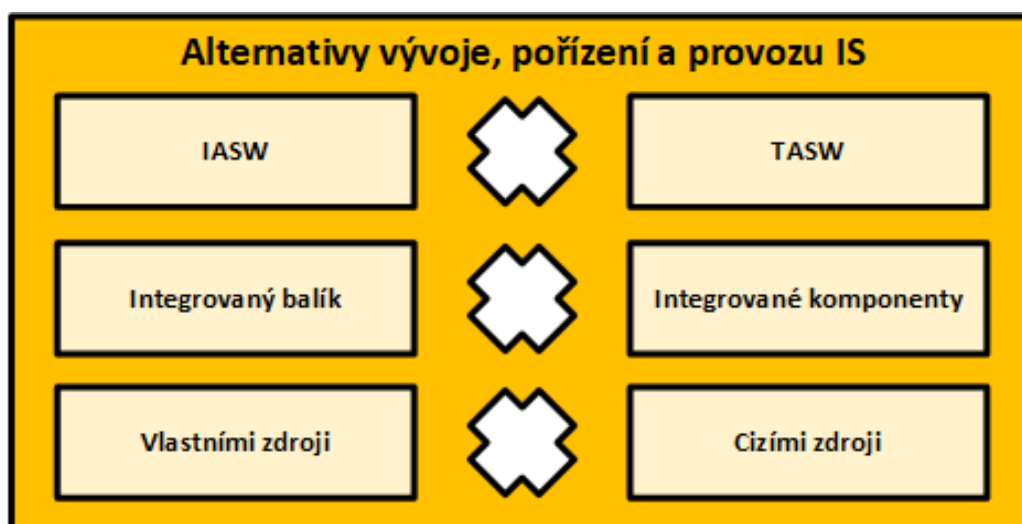 Alternativy vývoje, pořízení a provozu IS
IASW
TASW
Integrovaný balík
Integrované komponenty
Vlastními zdroji
Cizími zdroji